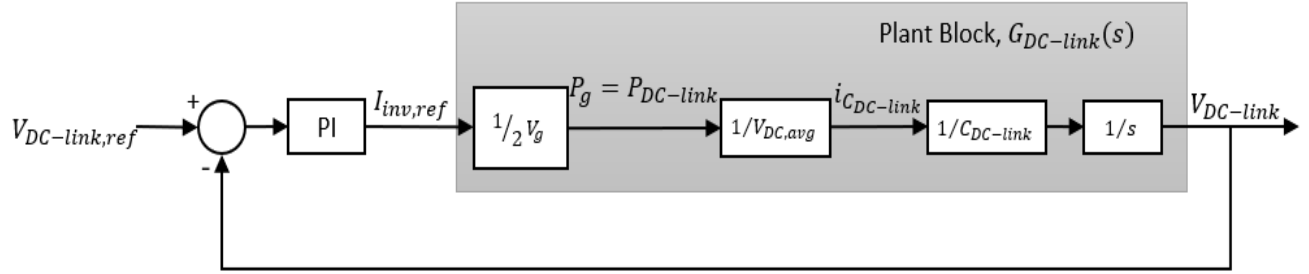 Plant Block, G_{DC-link}(s)
P_g = P_{DC-link}
i_{C_{DC-link}}
V_{DC-link}
I_{inv,ref}
+
V_{DC-link,ref}
PI
1/2 V_g
1/V_{DC,avg}
1/C_{DC-link}
1/s
-